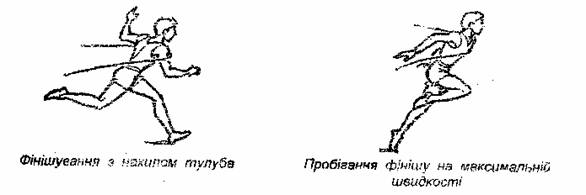 Фінішування з нахилом тулуба
Пробігання фінішу на максимальній
швидкості